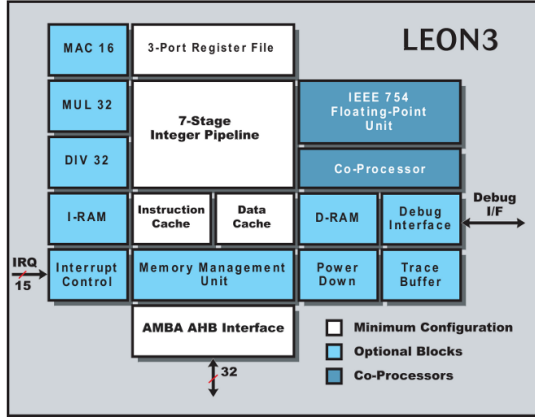 LEON3
MAC 16
3-Port Register File
MUL 32
7-Stage
Integer Pipeline
IEEE 754
Floating-Point
Unit
DIV 32
Co-Processor
I-RAM
Instruction
Cache
Data
Cache
D-RAM
Debug
Interface
Debug
I/F
IRQ
15
Interrupt
Control
Memory Management
Unit
Power
Down
Trace
Buffer
AMBA AHB Interface
32
Minimum Configuration
Optional Blocks
Co-Processors